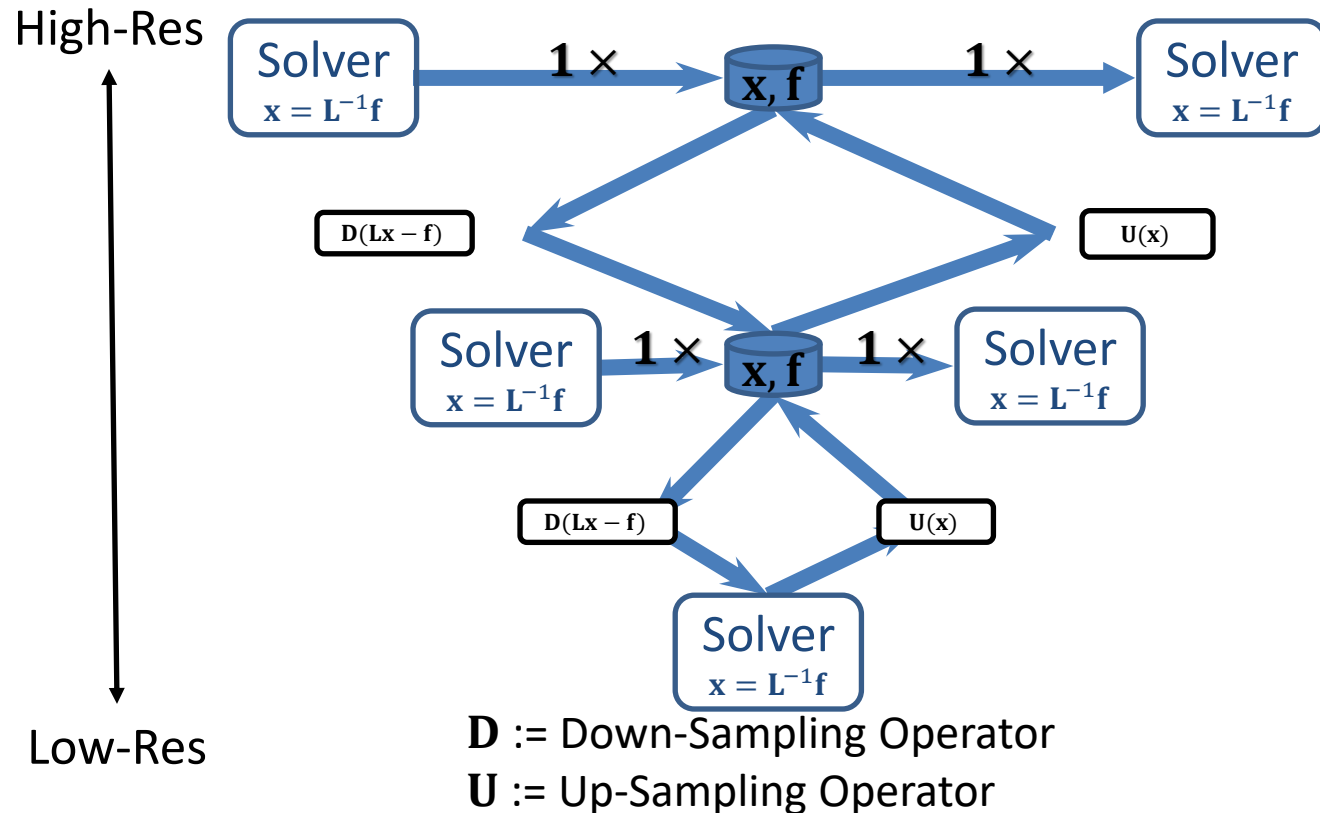 High-Res
Solver
x = L⁻¹f
1 ×
x, f
1 ×
Solver
x = L⁻¹f
D(Lx − f)
U(x)
Solver
x = L⁻¹f
1 ×
x, f
1 ×
Solver
x = L⁻¹f
D(Lx − f)
U(x)
Solver
x = L⁻¹f
Low-Res
D := Down-Sampling Operator
U := Up-Sampling Operator